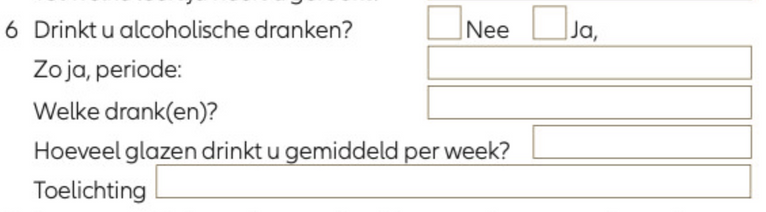 6 Drinkt u alcoholische dranken? Nee Ja,
Zo ja, periode:
Welke drank(en)?
Hoeveel glazen drinkt u gemiddeld per week?
Toelichting